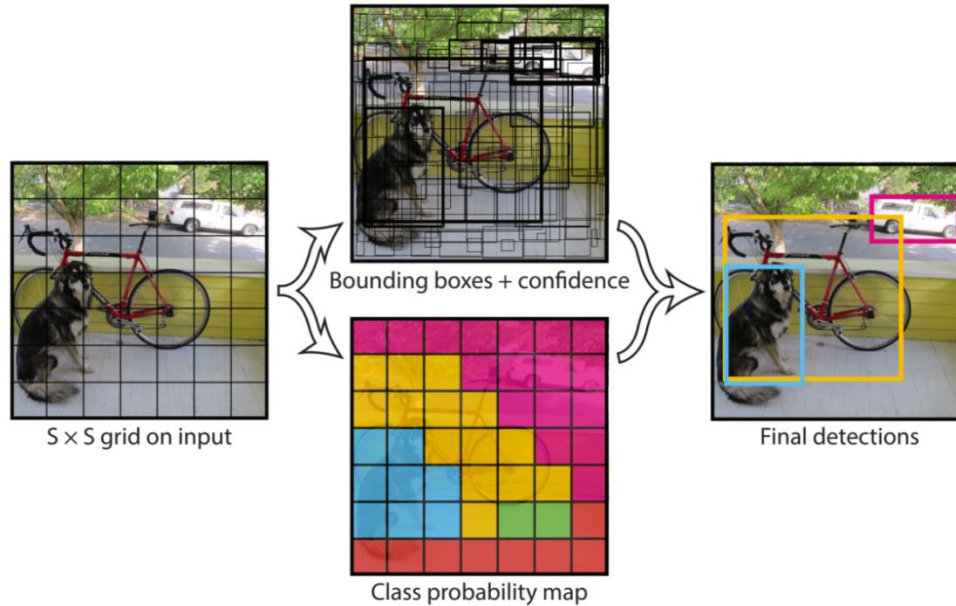 Bounding boxes + confidence
S × S grid on input
Final detections
Class probability map